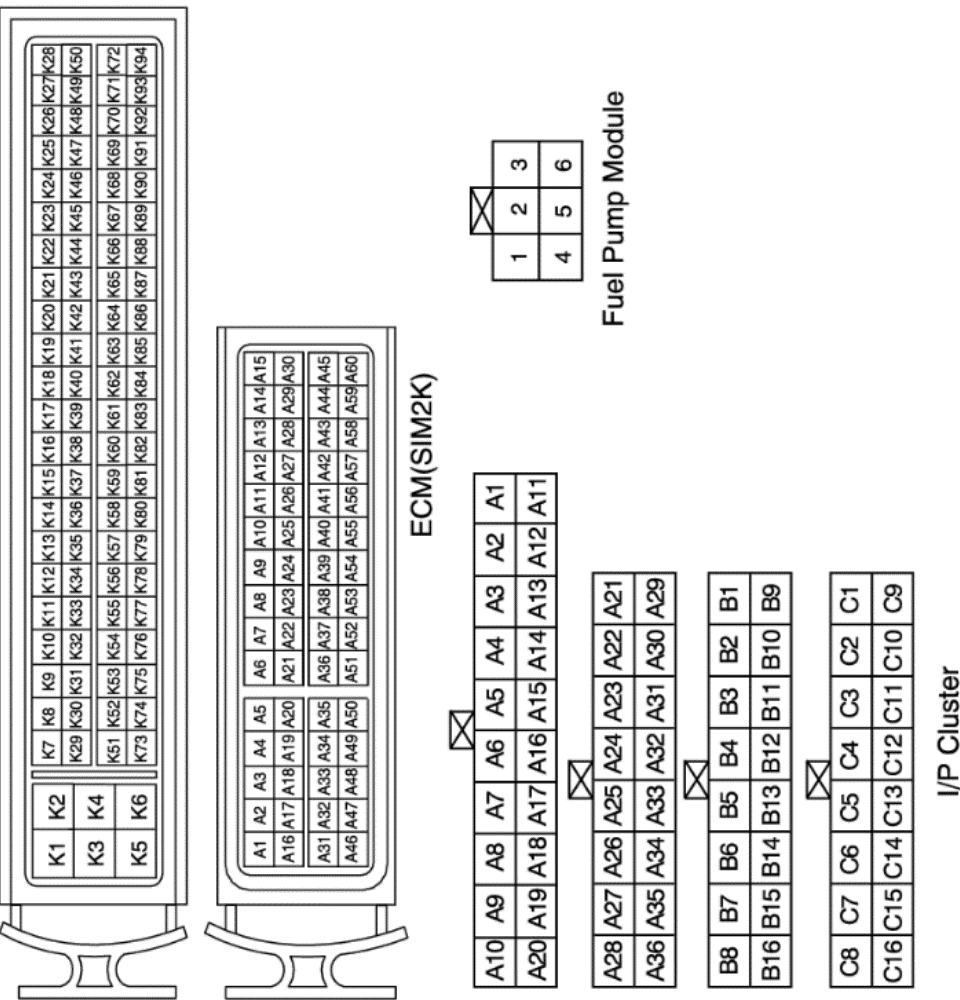 K1 K2 K7 K8 K9 K10 K11 K12 K13 K14 K15 K16 K17 K18 K19 K20 K21 K22 K23 K24 K25 K26 K27 K28
K3 K4 K29 K30 K31 K32 K33 K34 K35 K36 K37 K38 K39 K40 K41 K42 K43 K44 K45 K46 K47 K48 K49 K50
K51 K52 K53 K54 K55 K56 K57 K58 K59 K60 K61 K62 K63 K64 K65 K66 K67 K68 K69 K70 K71 K72
K5 K6 K73 K74 K75 K76 K77 K78 K79 K80 K81 K82 K83 K84 K85 K86 K87 K88 K89 K90 K91 K92 K93 K94
A1 A2 A3 A4 A5 A6 A7 A8 A9 A10 A11 A12 A13 A14 A15
A16 A17 A18 A19 A20 A21 A22 A23 A24 A25 A26 A27 A28 A29 A30
A31 A32 A33 A34 A35 A36 A37 A38 A39 A40 A41 A42 A43 A44 A45
A46 A47 A48 A49 A50 A51 A52 A53 A54 A55 A56 A57 A58 A59 A60
ECM(SIM2K)
A10 A9 A8 A7 A6 A5 A4 A3 A2 A1
A20 A19 A18 A17 A16 A15 A14 A13 A12 A11
A28 A27 A26 A25 A24 A23 A22 A21
A36 A35 A34 A33 A32 A31 A30 A29
B8 B7 B6 B5 B4 B3 B2 B1
B16 B15 B14 B13 B12 B11 B10 B9
C8 C7 C6 C5 C4 C3 C2 C1
C16 C15 C14 C13 C12 C11 C10 C9
I/P Cluster
1 2 3
4 5 6
Fuel Pump Module